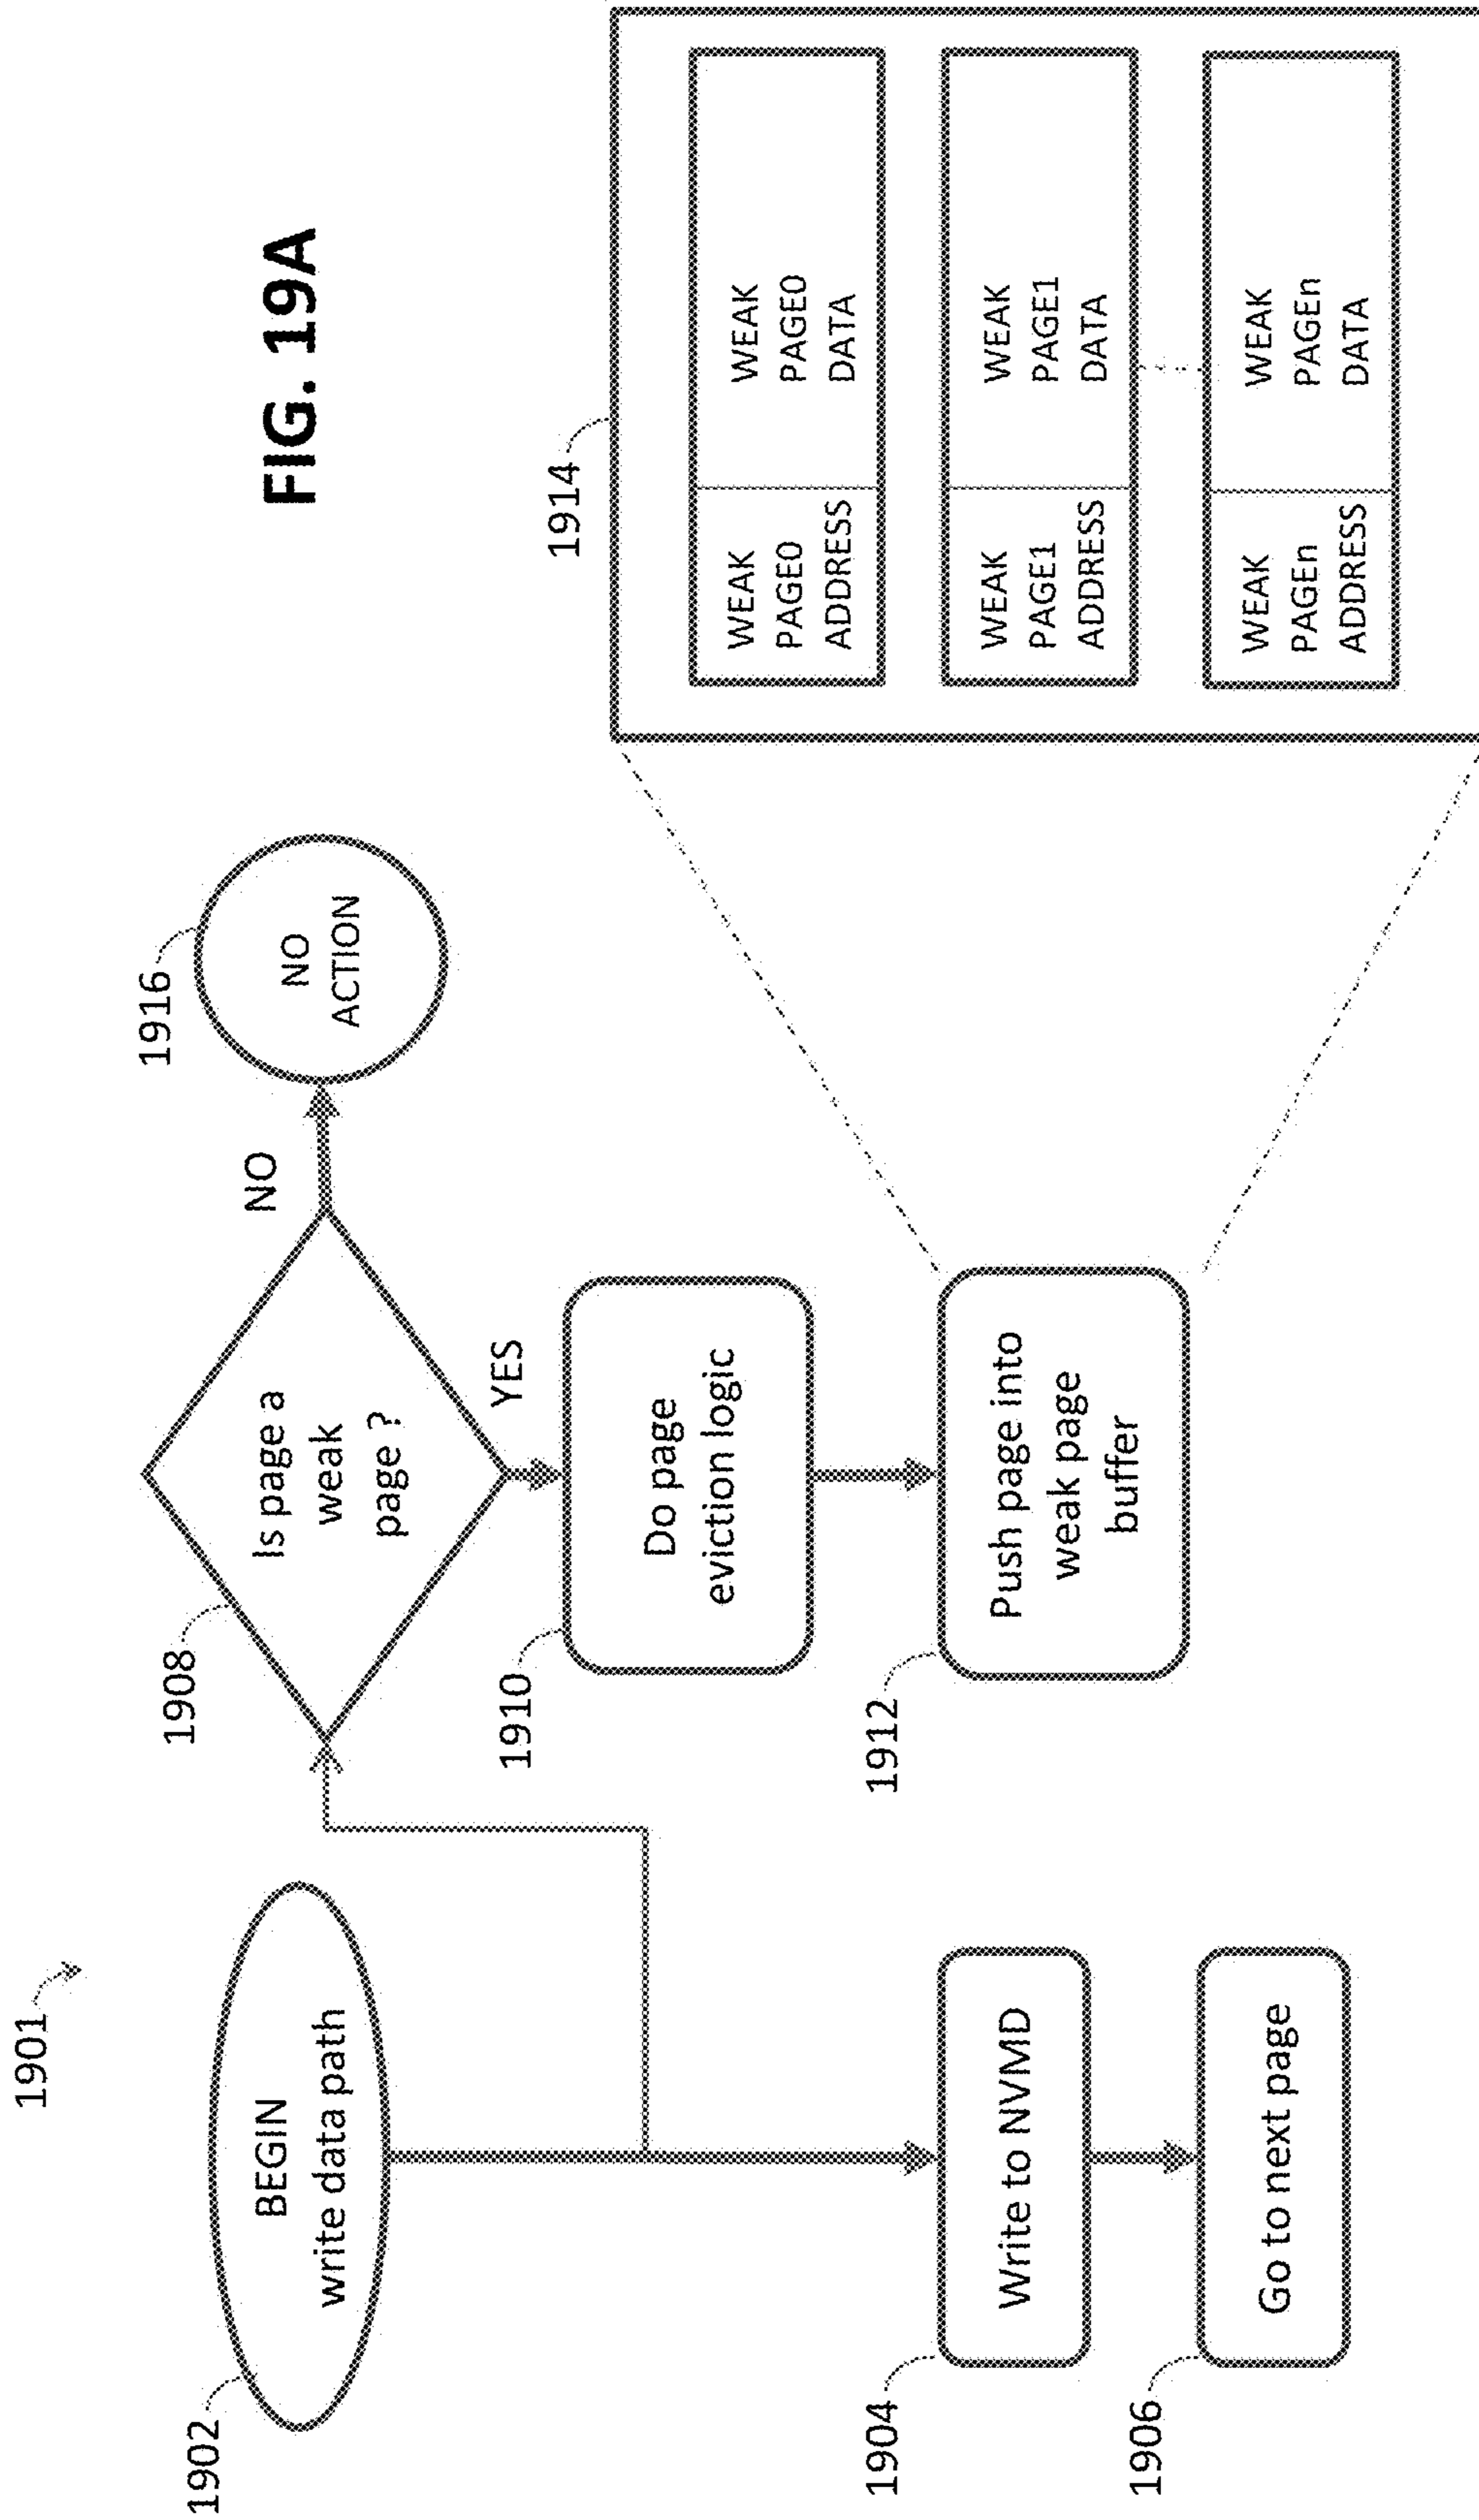 FIG. 19A
1901
1902
BEGIN
write data path
1904
Write to NVMD
1906
Go to next page
1908
Is page a
weak
page ?
NO
1916
NO
ACTION
YES
1910
Do page
eviction logic
1912
Push page into
weak page
buffer
1914
WEAK
PAGE0
ADDRESS
WEAK
PAGE0
DATA
WEAK
PAGE1
ADDRESS
WEAK
PAGE1
DATA
WEAK
PAGEn
ADDRESS
WEAK
PAGEn
DATA